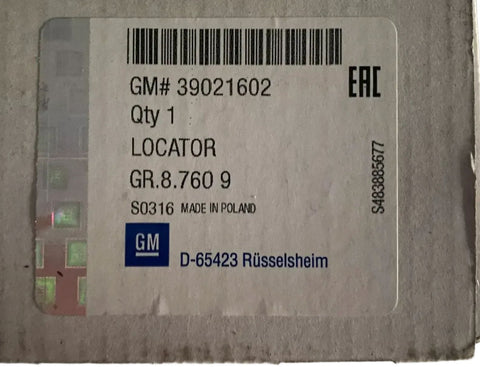 GM# 39021602
EAC
Qty 1
LOCATOR
GR.8.760 9
S0316 MADE IN POLAND
S483885677
GM
D-65423 Rüsselsheim